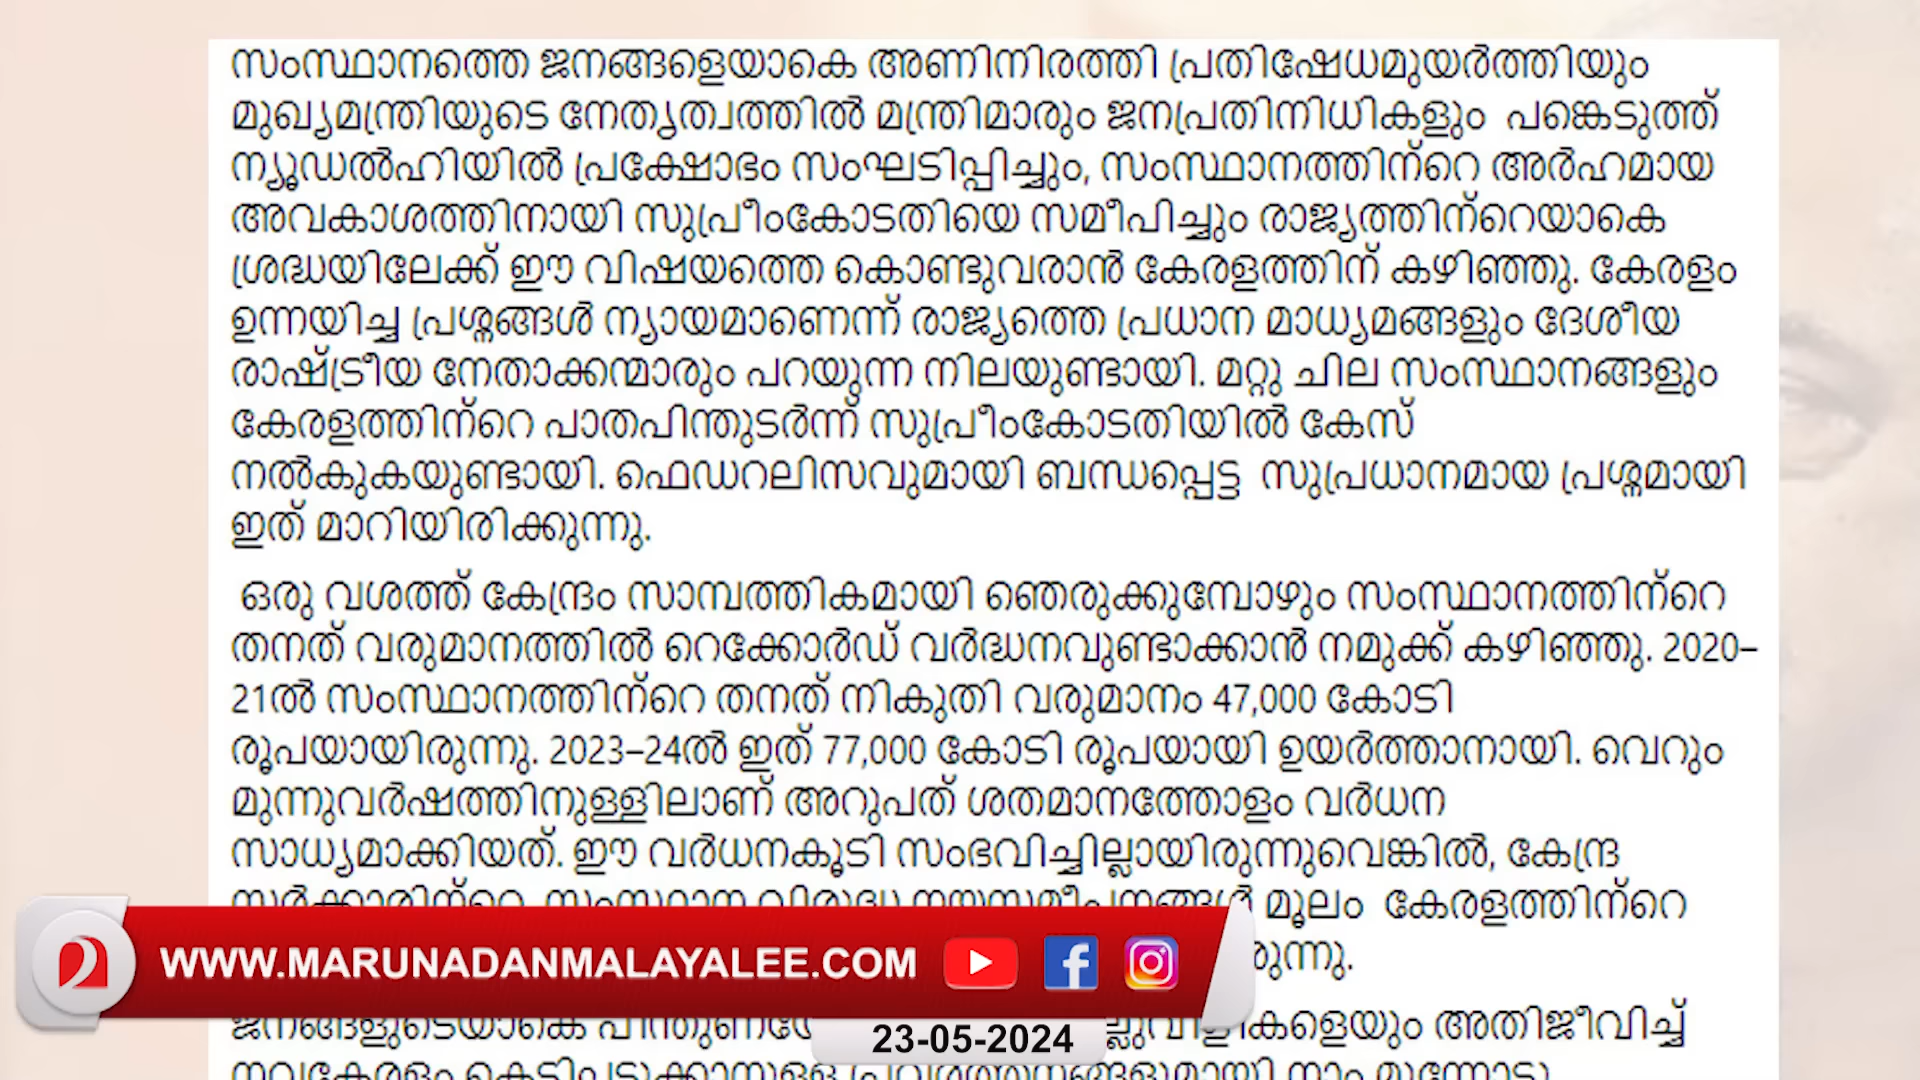 സംസ്ഥാനത്തെ ജനങ്ങളെയാകെ അണിനിരത്തി പ്രതിഷേധമുയർത്തിയും
മുഖ്യമന്ത്രിയുടെ നേതൃത്വത്തിൽ മന്ത്രിമാരും ജനപ്രതിനിധികളും പങ്കെടുത്ത്
ന്യൂഡൽഹിയിൽ പ്രക്ഷോഭം സംഘടിപ്പിച്ചും, സംസ്ഥാനത്തിന്റെ അർഹമായ
അവകാശത്തിനായി സുപ്രീംകോടതിയെ സമീപിച്ചും രാജ്യത്തിന്റെയാകെ
ശ്രദ്ധയിലേക്ക് ഈ വിഷയത്തെ കൊണ്ടുവരാൻ കേരളത്തിന് കഴിഞ്ഞു. കേരളം
ഉന്നയിച്ച പ്രശ്നങ്ങൾ ന്യായമാണെന്ന് രാജ്യത്തെ പ്രധാന മാധ്യമങ്ങളും ദേശീയ
രാഷ്ട്രീയ നേതാക്കന്മാരും പറയുന്ന നിലയുണ്ടായി. മറ്റു ചില സംസ്ഥാനങ്ങളും
കേരളത്തിന്റെ പാതപിന്തുടർന്ന് സുപ്രീംകോടതിയിൽ കേസ്
നൽകുകയുണ്ടായി. ഫെഡറലിസവുമായി ബന്ധപ്പെട്ട സുപ്രധാനമായ പ്രശ്നമായി
ഇത് മാറിയിരിക്കുന്നു.
ഒരു വശത്ത് കേന്ദ്രം സാമ്പത്തികമായി ഞെരുക്കുമ്പോഴും സംസ്ഥാനത്തിന്റെ
തനത് വരുമാനത്തിൽ റെക്കോർഡ് വർദ്ധനവുണ്ടാക്കാൻ നമുക്ക് കഴിഞ്ഞു. 2020–
21ൽ സംസ്ഥാനത്തിന്റെ തനത് നികുതി വരുമാനം 47,000 കോടി
രൂപയായിരുന്നു. 2023–24ൽ ഇത് 77,000 കോടി രൂപയായി ഉയർത്താനായി. വെറും
മുന്നുവർഷത്തിനുള്ളിലാണ് അറുപത് ശതമാനത്തോളം വർധന
സാധ്യമാക്കിയത്. ഈ വർധനകൂടി സംഭവിച്ചില്ലായിരുന്നുവെങ്കിൽ, കേന്ദ്ര
സർക്കാരിന്റെ സംസ്ഥാന വിരുദ്ധ നയസമീപനങ്ങൾ മൂലം കേരളത്തിന്റെ
WWW.MARUNADANMALAYALEE.COM
അതിജീവിച്ച്
23-05-2024